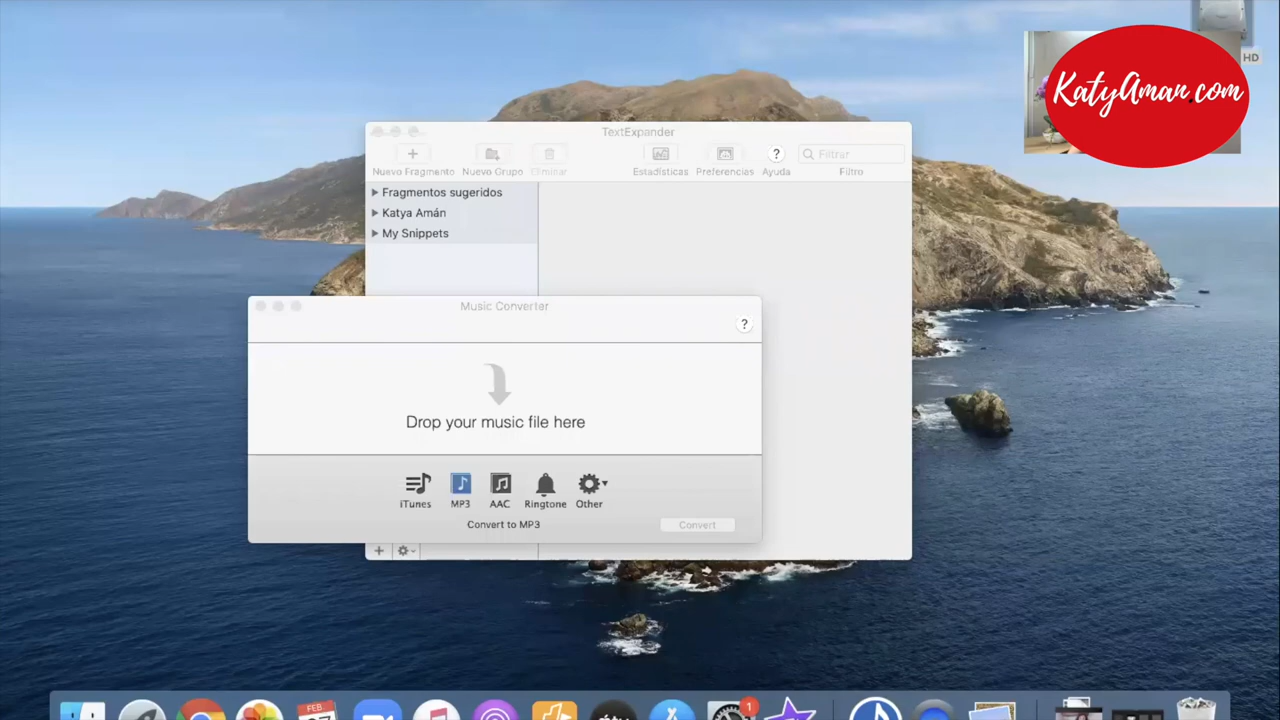 KatyAman.com
HD
TextExpander
Nuevo Fragmento
Nuevo Grupo
Eliminar
Estadísticas
Preferencias
?
Ayuda
Filtrar
Filtro
Fragmentos sugeridos
Katya Amán
My Snippets
Music Converter
?
Drop your music file here
iTunes
MP3
AAC
Ringtone
Other
Convert to MP3
Convert
FEB
1